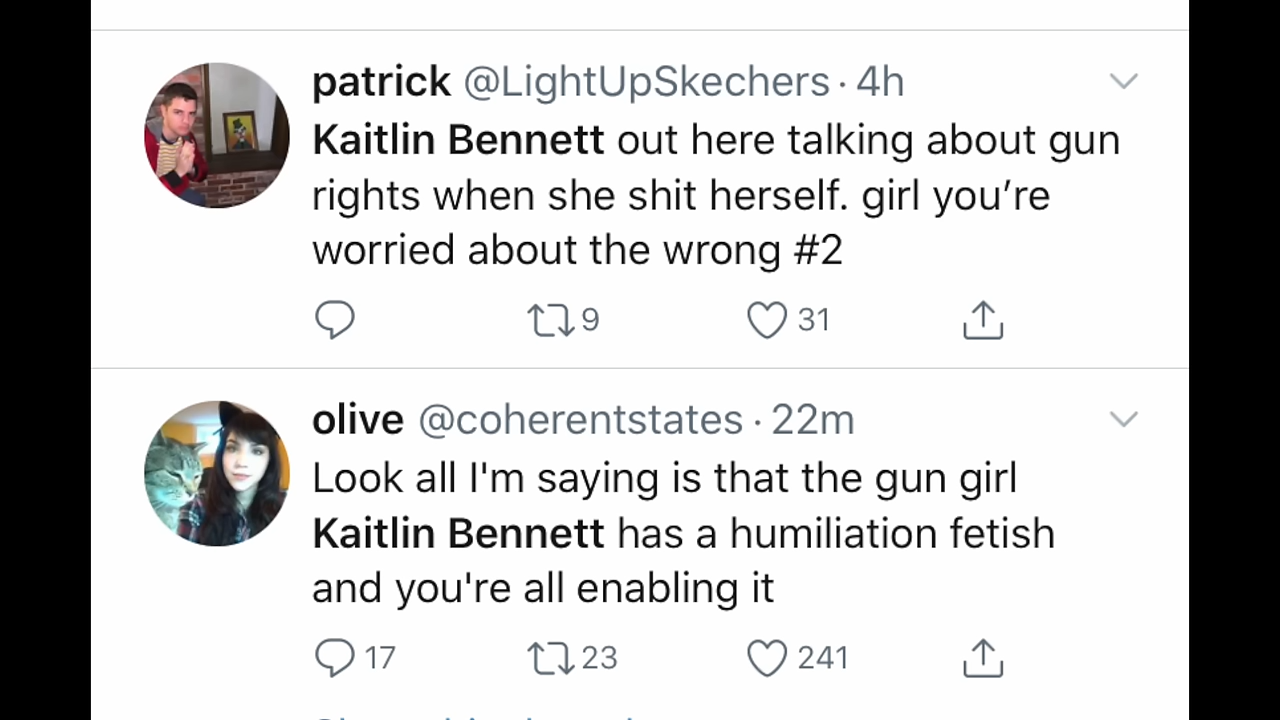 patrick @LightUpSkechers · 4h
Kaitlin Bennett out here talking about gun
rights when she shit herself. girl you’re
worried about the wrong #2
9 31
olive @coherentstates · 22m
Look all I'm saying is that the gun girl
Kaitlin Bennett has a humiliation fetish
and you're all enabling it
17 23 241